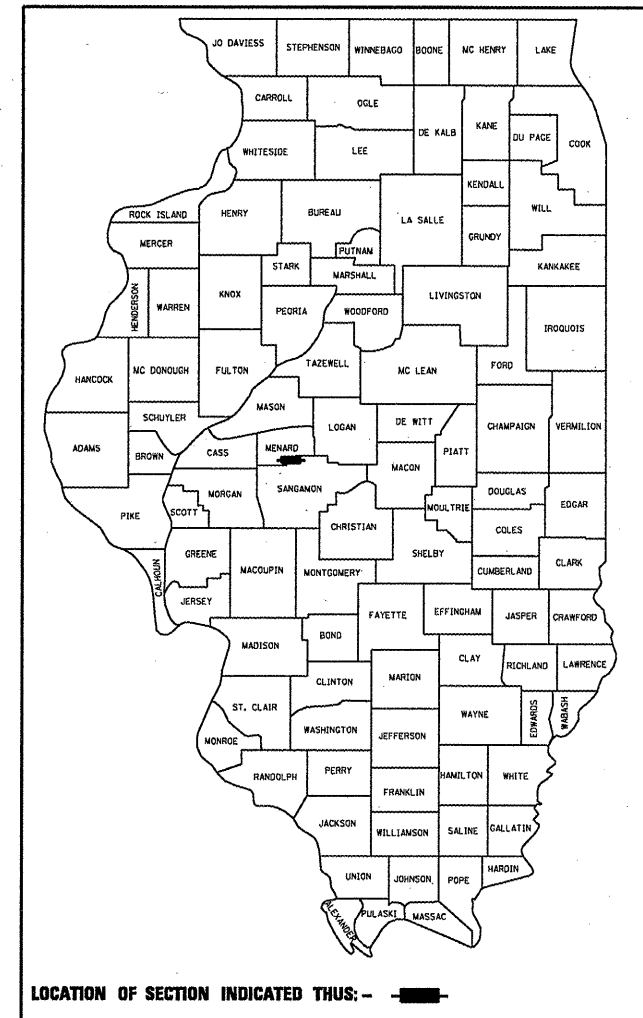 JO DAVIESS STEPHENSON WINNEBAGO BOONE MC HENRY LAKE
CARROLL OGLE DE KALB KANE DU PAGE COOK
WHITESIDE LEE KENDALL WILL
ROCK ISLAND HENRY BUREAU PUTNAM LA SALLE GRUNDY
MERCER STARK MARSHALL KANKAKEE
HENDERSON WARREN KNOX PEORIA WOODFORD LIVINGSTON IROQUOIS
HANCOCK MC DONOUGH FULTON TAZEWELL MC LEAN FORD
SCHUYLER MASON LOGAN DE WITT CHAMPAIGN VERMILION
ADAMS BROWN CASS MENARD MACON PIATT
PIKE SCOTT MORGAN SANGAMON CHRISTIAN MOULTRIE DOUGLAS EDGAR
COLES
GREENE MACOUPIN MONTGOMERY SHELBY CUMBERLAND CLARK
CALHOUN JERSEY FAYETTE EFFINGHAM JASPER CRAWFORD
MADISON BOND CLAY RICHLAND LAWRENCE
CLINTON MARION
ST. CLAIR WASHINGTON WAYNE EDWARDS WABASH
MONROE JEFFERSON
RANDOLPH PERRY FRANKLIN HAMILTON WHITE
JACKSON WILLIAMSON SALINE GALLATIN
UNION JOHNSON POPE HARDIN
ALEXANDER PULASKI MASSAC
LOCATION OF SECTION INDICATED THUS: –